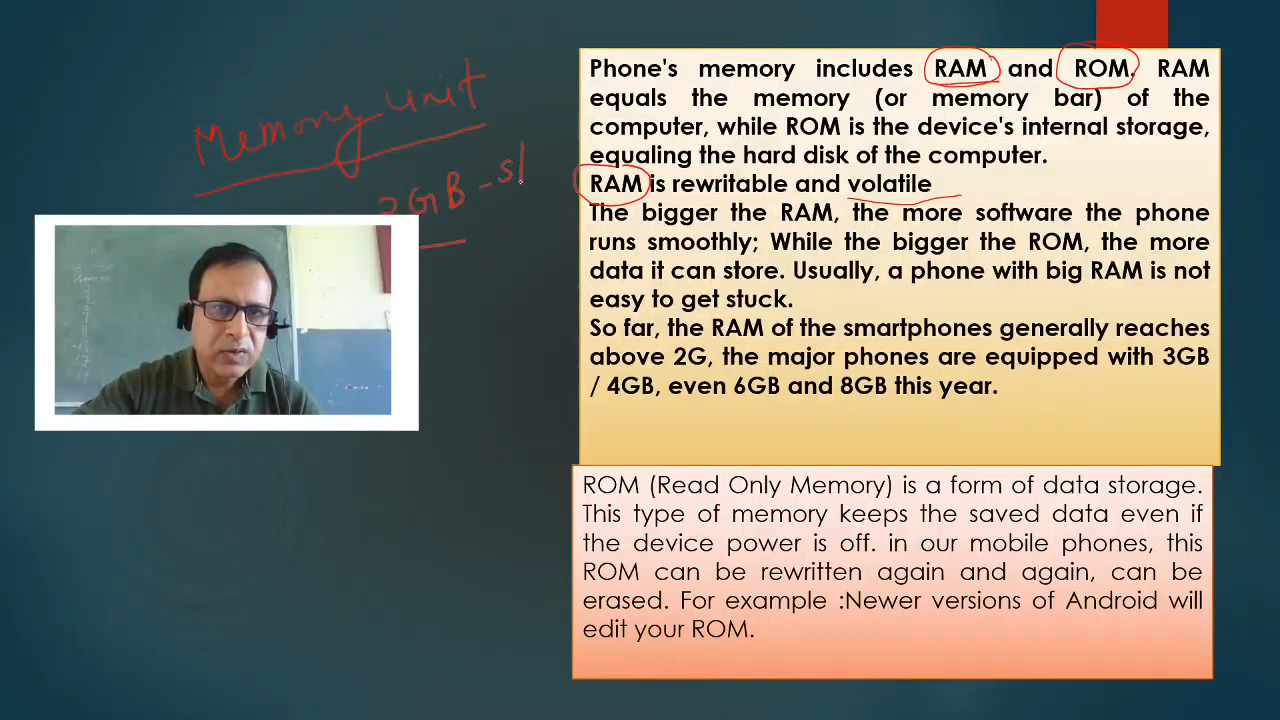 Memory Unit
GB -
Phone's memory includes RAM and ROM. RAM
equals the memory (or memory bar) of the
computer, while ROM is the device's internal storage,
equaling the hard disk of the computer.
RAM is rewritable and volatile
The bigger the RAM, the more software the phone
runs smoothly; While the bigger the ROM, the more
data it can store. Usually, a phone with big RAM is not
easy to get stuck.
So far, the RAM of the smartphones generally reaches
above 2G, the major phones are equipped with 3GB
/ 4GB, even 6GB and 8GB this year.
ROM (Read Only Memory) is a form of data storage.
This type of memory keeps the saved data even if
the device power is off. in our mobile phones, this
ROM can be rewritten again and again, can be
erased. For example :Newer versions of Android will
edit your ROM.